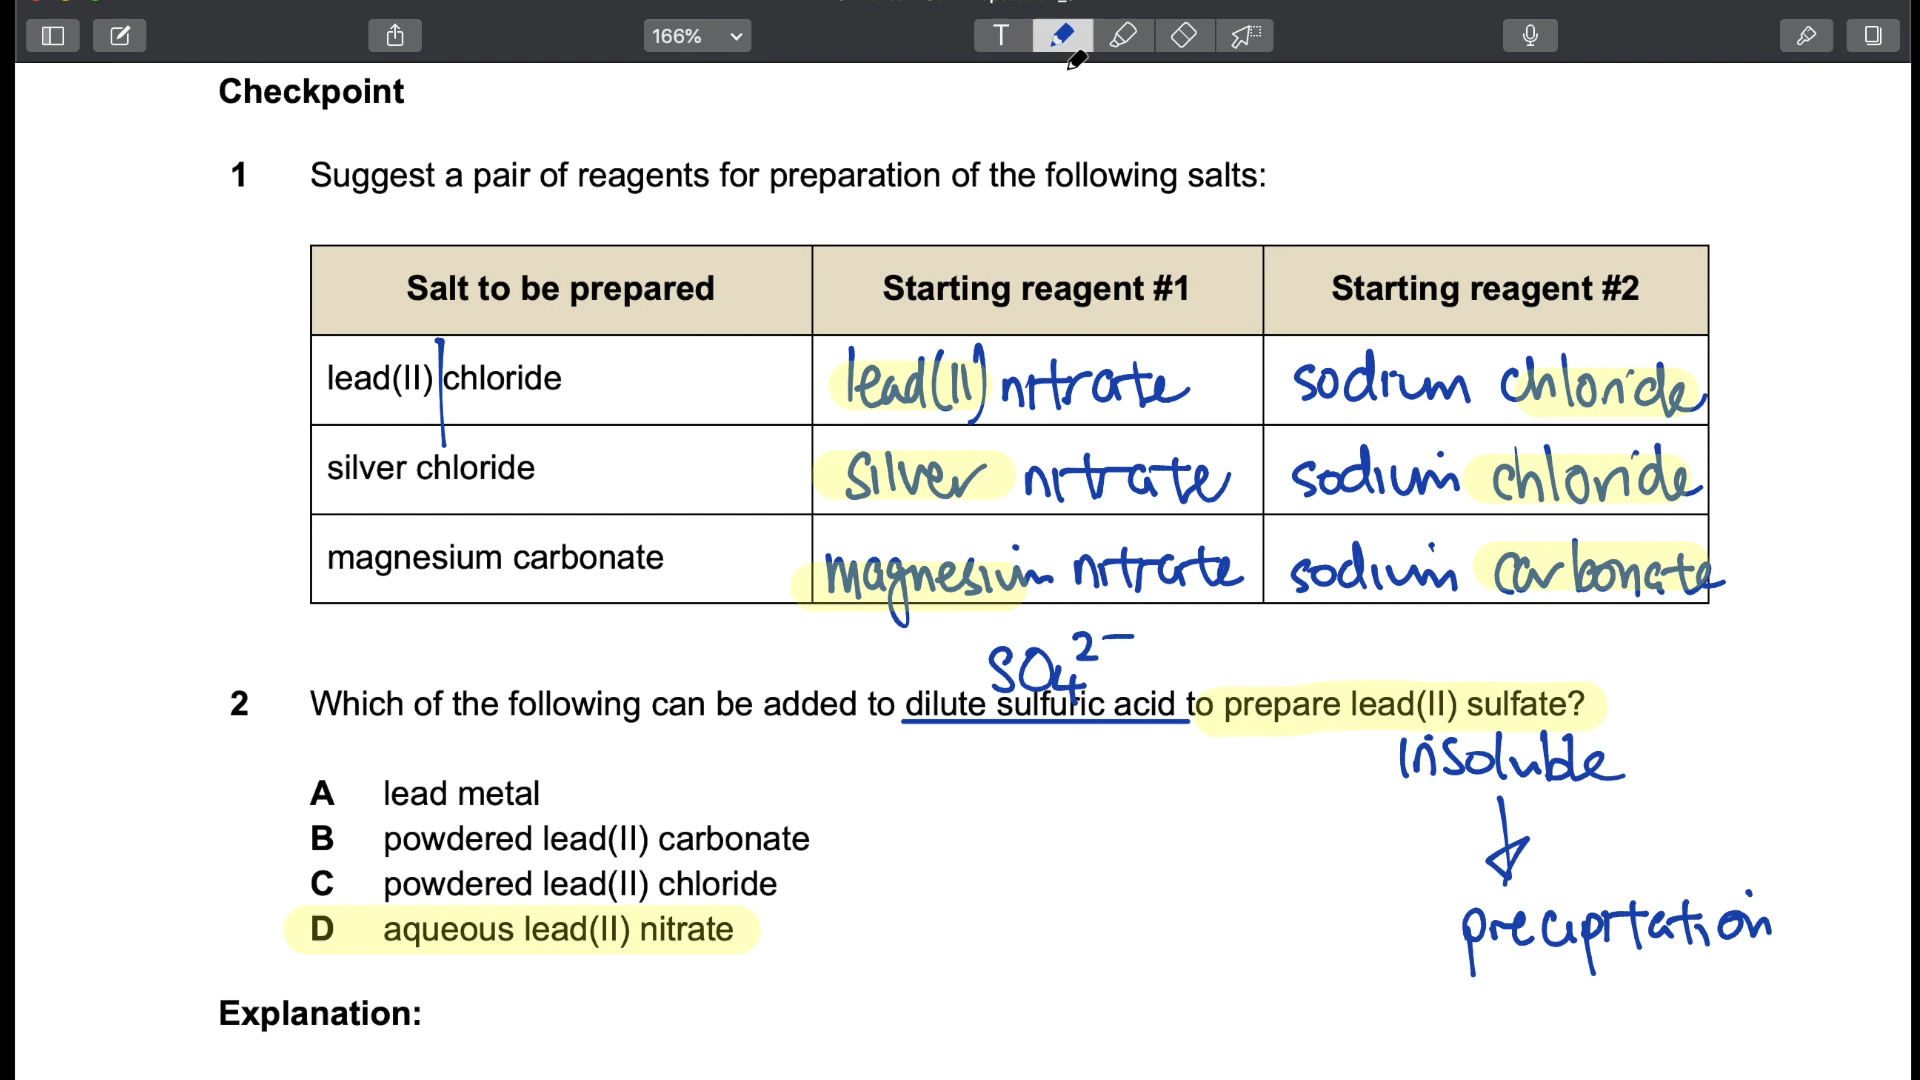 166%
T
Checkpoint
1 Suggest a pair of reagents for preparation of the following salts:
Salt to be prepared Starting reagent #1 Starting reagent #2
lead(II) chloride lead(II) nitrate sodium chloride
silver chloride silver nitrate sodium chloride
magnesium carbonate magnesium nitrate sodium carbonate
SO₄²⁻
2 Which of the following can be added to dilute sulfuric acid to prepare lead(II) sulfate?
insoluble
A lead metal
B powdered lead(II) carbonate
C powdered lead(II) chloride
D aqueous lead(II) nitrate
precipitation
Explanation: